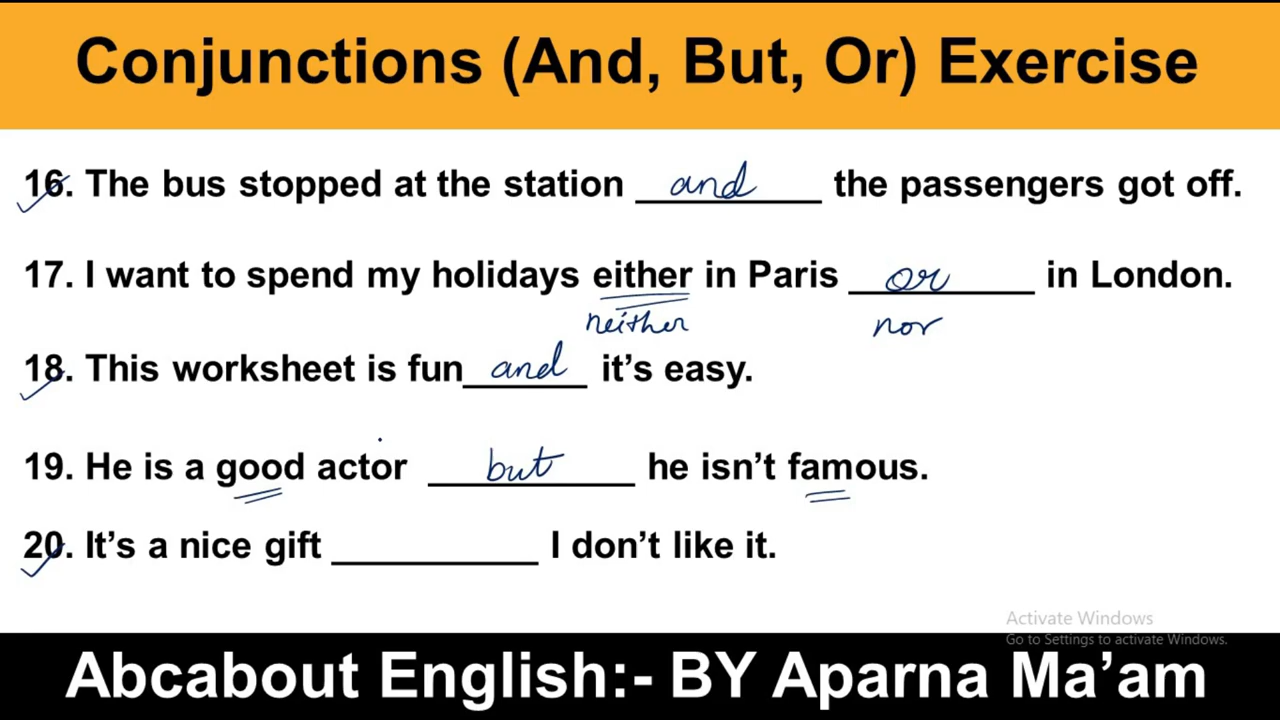 Conjunctions (And, But, Or) Exercise
16. The bus stopped at the station and the passengers got off.
17. I want to spend my holidays either in Paris or in London.
neither nor
18. This worksheet is fun and it's easy.
19. He is a good actor but he isn't famous.
20. It's a nice gift __________ I don't like it.
Activate Windows
Go to Settings to activate Windows.
Abcabout English:- BY Aparna Ma'am